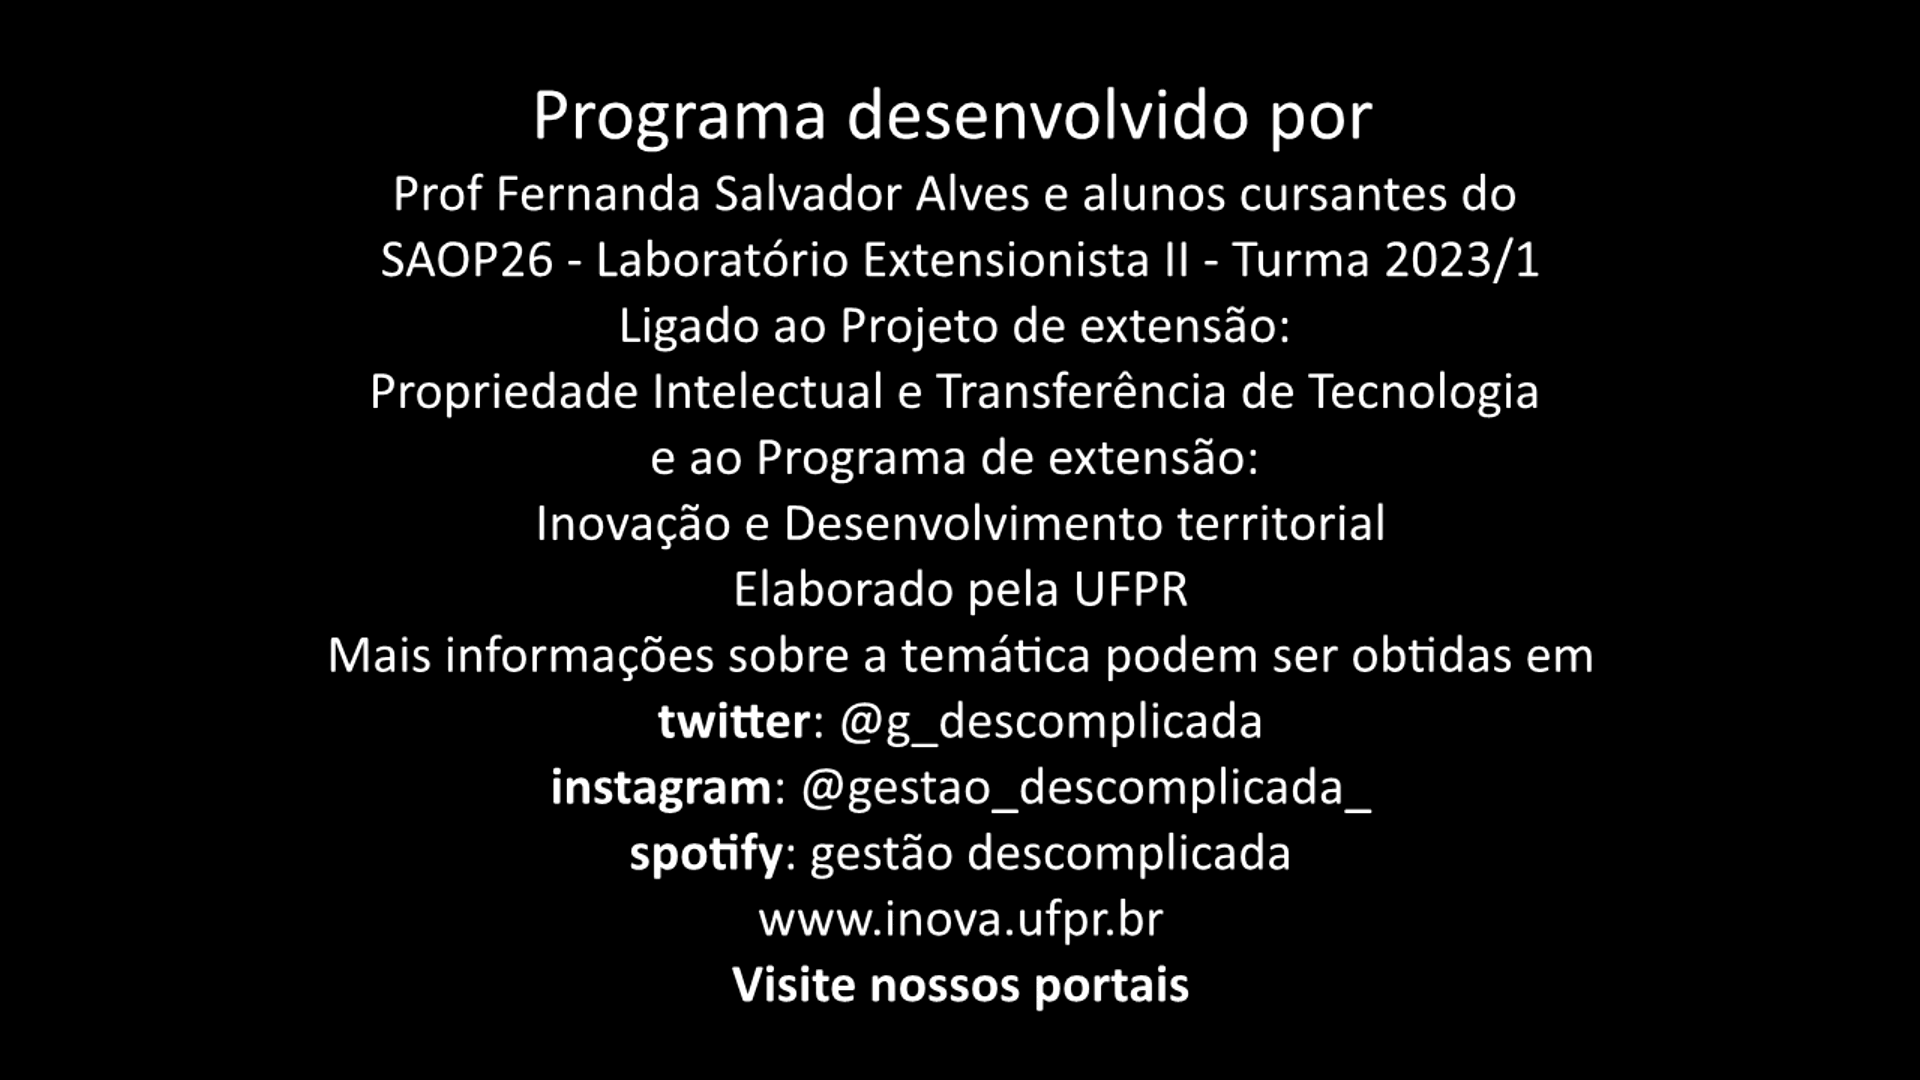 Programa desenvolvido por
Prof Fernanda Salvador Alves e alunos cursantes do
SAOP26 - Laboratório Extensionista II - Turma 2023/1
Ligado ao Projeto de extensão:
Propriedade Intelectual e Transferência de Tecnologia
e ao Programa de extensão:
Inovação e Desenvolvimento territorial
Elaborado pela UFPR
Mais informações sobre a temática podem ser obtidas em
twitter: @g_descomplicada
instagram: @gestao_descomplicada_
spotify: gestão descomplicada
www.inova.ufpr.br
Visite nossos portais